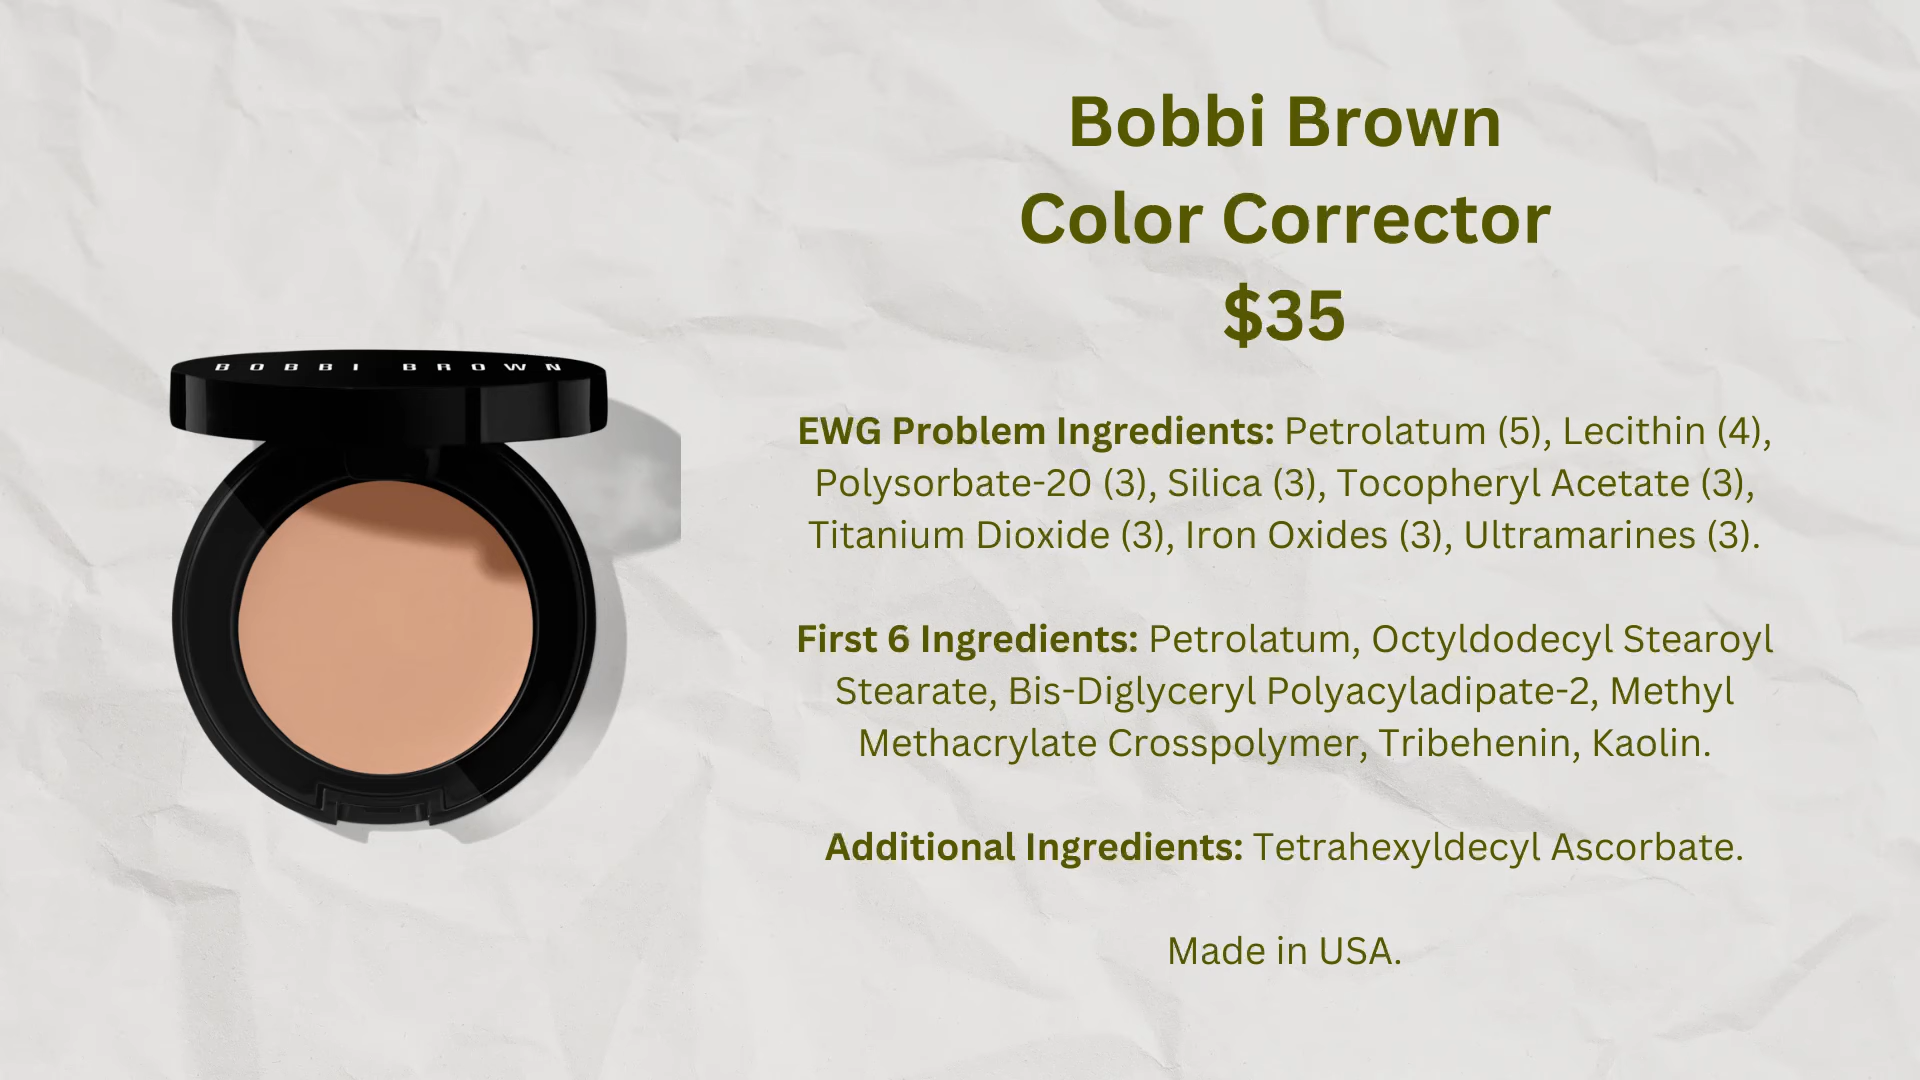 Bobbi Brown
Color Corrector
$35
BOBBI BROWN
EWG Problem Ingredients: Petrolatum (5), Lecithin (4),
Polysorbate-20 (3), Silica (3), Tocopheryl Acetate (3),
Titanium Dioxide (3), Iron Oxides (3), Ultramarines (3).
First 6 Ingredients: Petrolatum, Octyldodecyl Stearoyl
Stearate, Bis-Diglyceryl Polyacyladipate-2, Methyl
Methacrylate Crosspolymer, Tribehenin, Kaolin.
Additional Ingredients: Tetrahexyldecyl Ascorbate.
Made in USA.